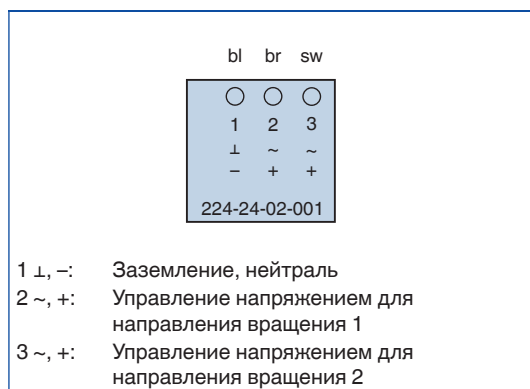 bl br sw
1 2 3
⊥ ~ ~
– + +
224-24-02-001
1 ⊥, –: Заземление, нейтраль
2 ~, +: Управление напряжением для
направления вращения 1
3 ~, +: Управление напряжением для
направления вращения 2